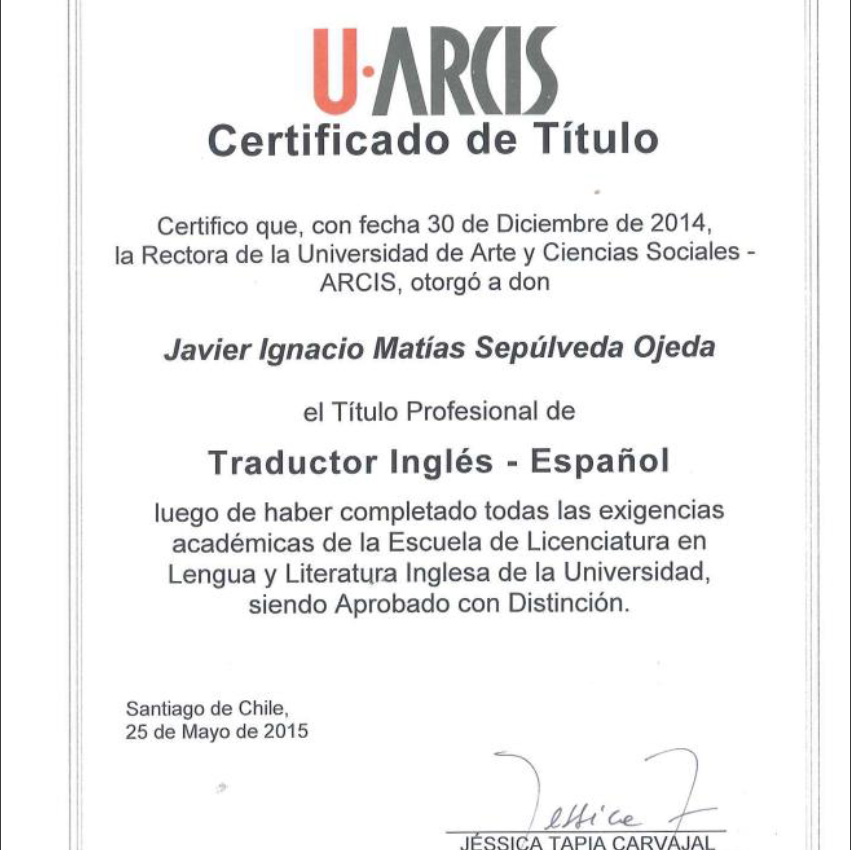 U·ARCIS
Certificado de Título
Certifico que, con fecha 30 de Diciembre de 2014,
la Rectora de la Universidad de Arte y Ciencias Sociales -
ARCIS, otorgó a don
Javier Ignacio Matías Sepúlveda Ojeda
el Título Profesional de
Traductor Inglés - Español
luego de haber completado todas las exigencias
académicas de la Escuela de Licenciatura en
Lengua y Literatura Inglesa de la Universidad,
siendo Aprobado con Distinción.
Santiago de Chile,
25 de Mayo de 2015
Jessica T
JÉSSICA TAPIA CARVAJAL